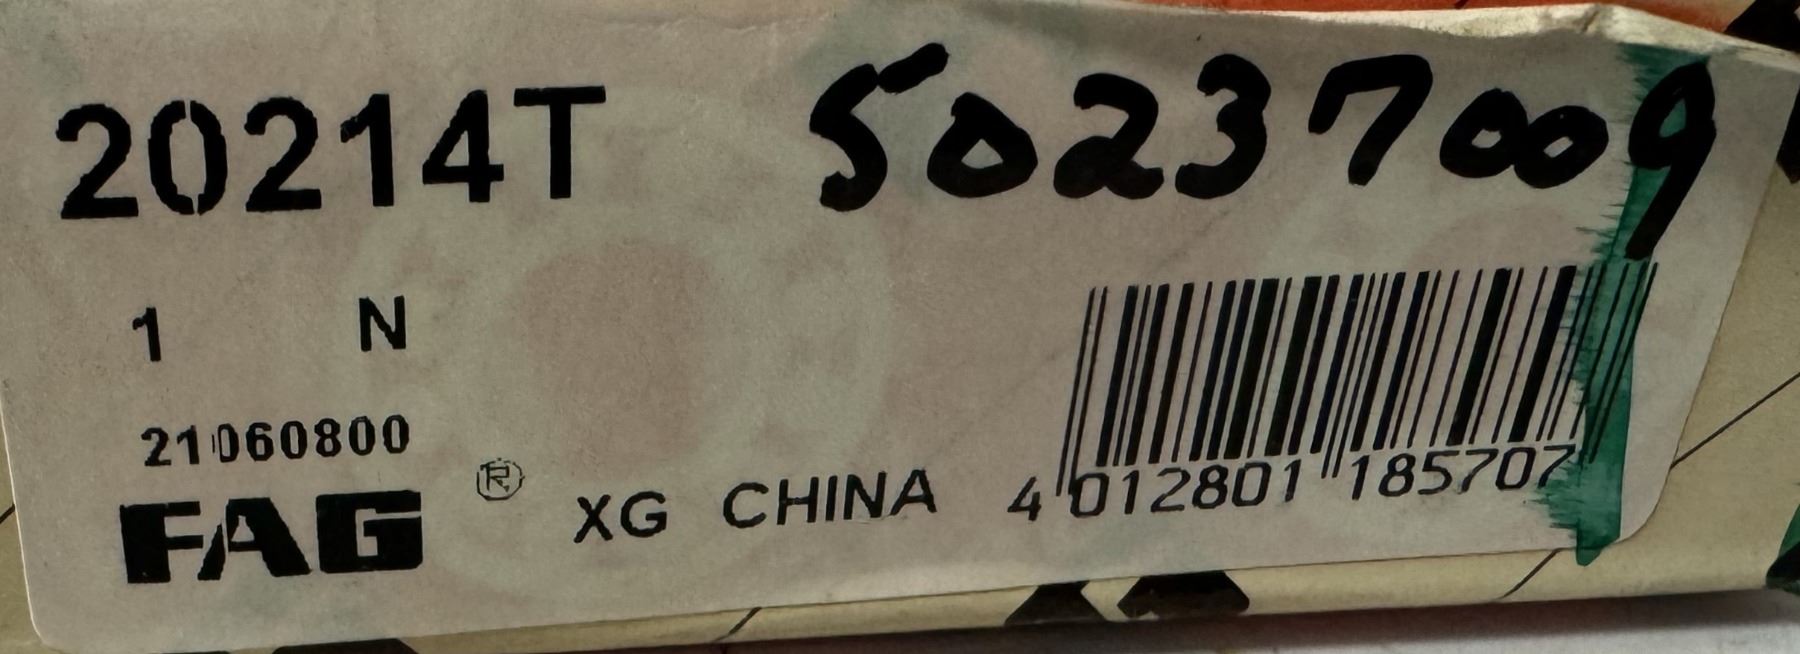 20214T 50237009
1 N
21060800
FAG ® XG CHINA 4 012801 185707